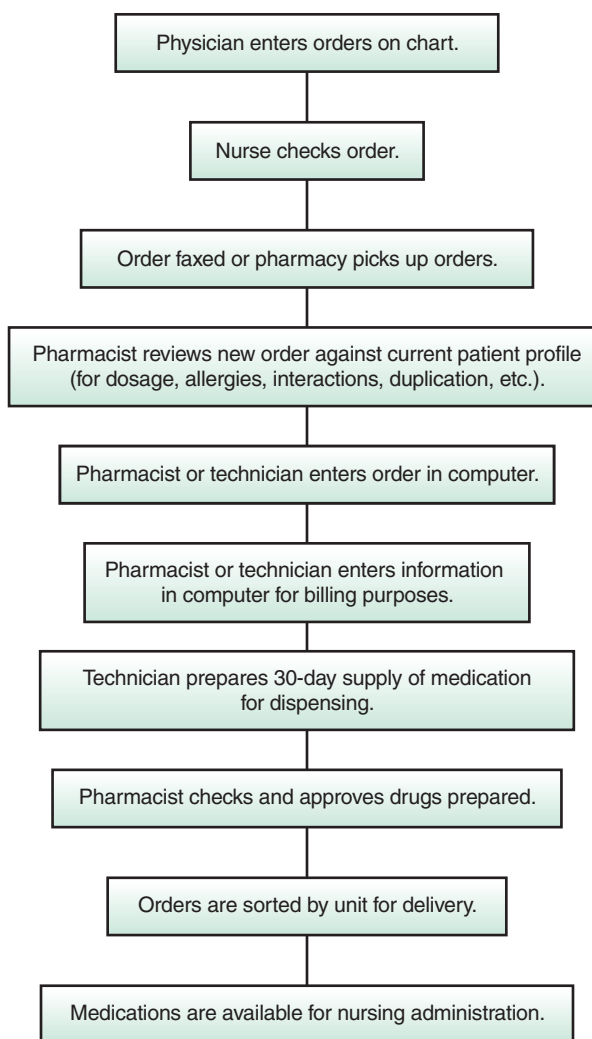 Physician enters orders on chart.
Nurse checks order.
Order faxed or pharmacy picks up orders.
Pharmacist reviews new order against current patient profile
(for dosage, allergies, interactions, duplication, etc.).
Pharmacist or technician enters order in computer.
Pharmacist or technician enters information
in computer for billing purposes.
Technician prepares 30-day supply of medication
for dispensing.
Pharmacist checks and approves drugs prepared.
Orders are sorted by unit for delivery.
Medications are available for nursing administration.